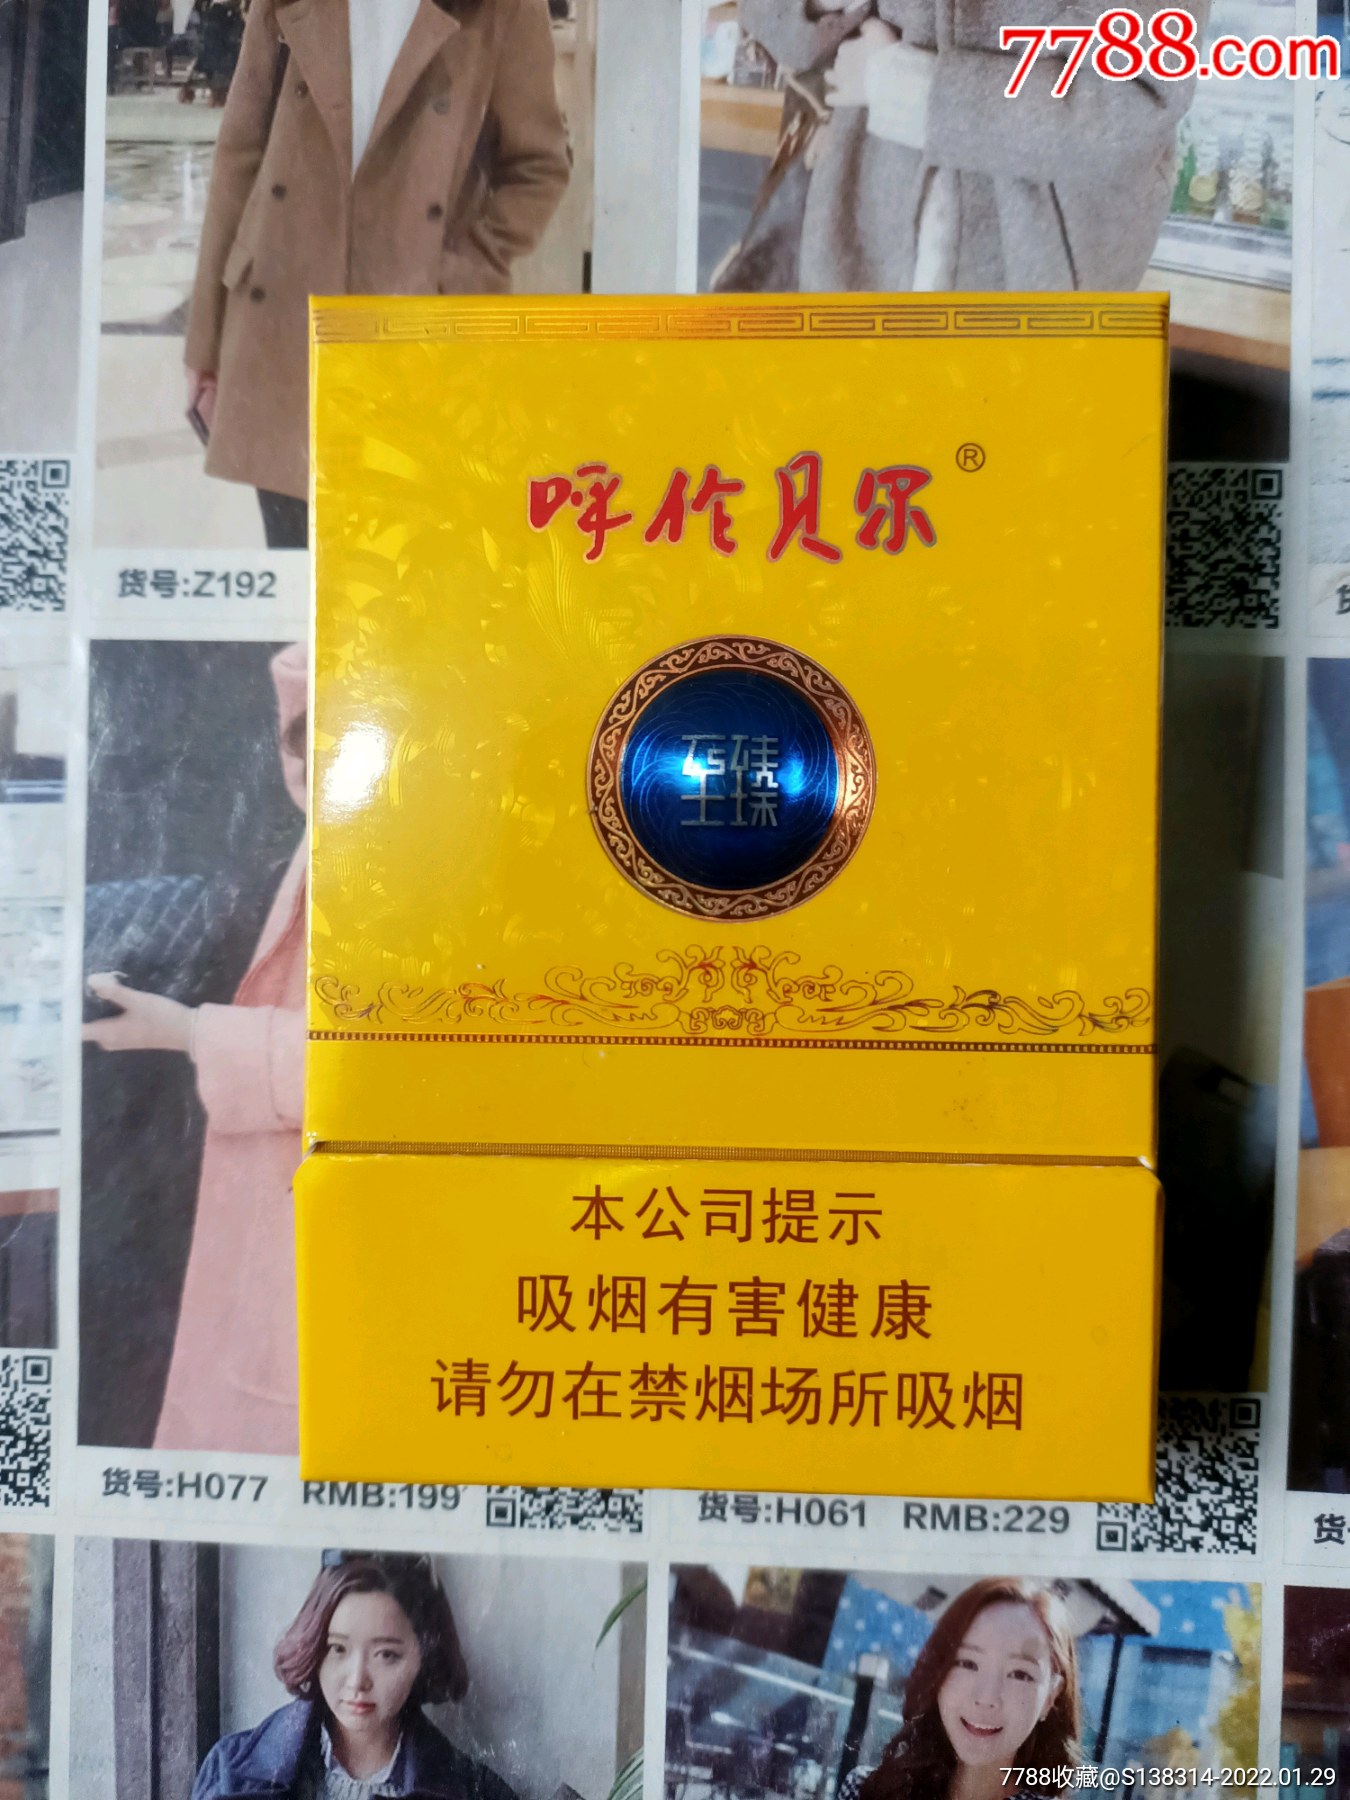 7788.com
呼伦贝尔®
货号:Z192
本公司提示
吸烟有害健康
请勿在禁烟场所吸烟
货号:H077 RMB:199
货号:H061 RMB:229
7788收藏@S138314-2022.01.29